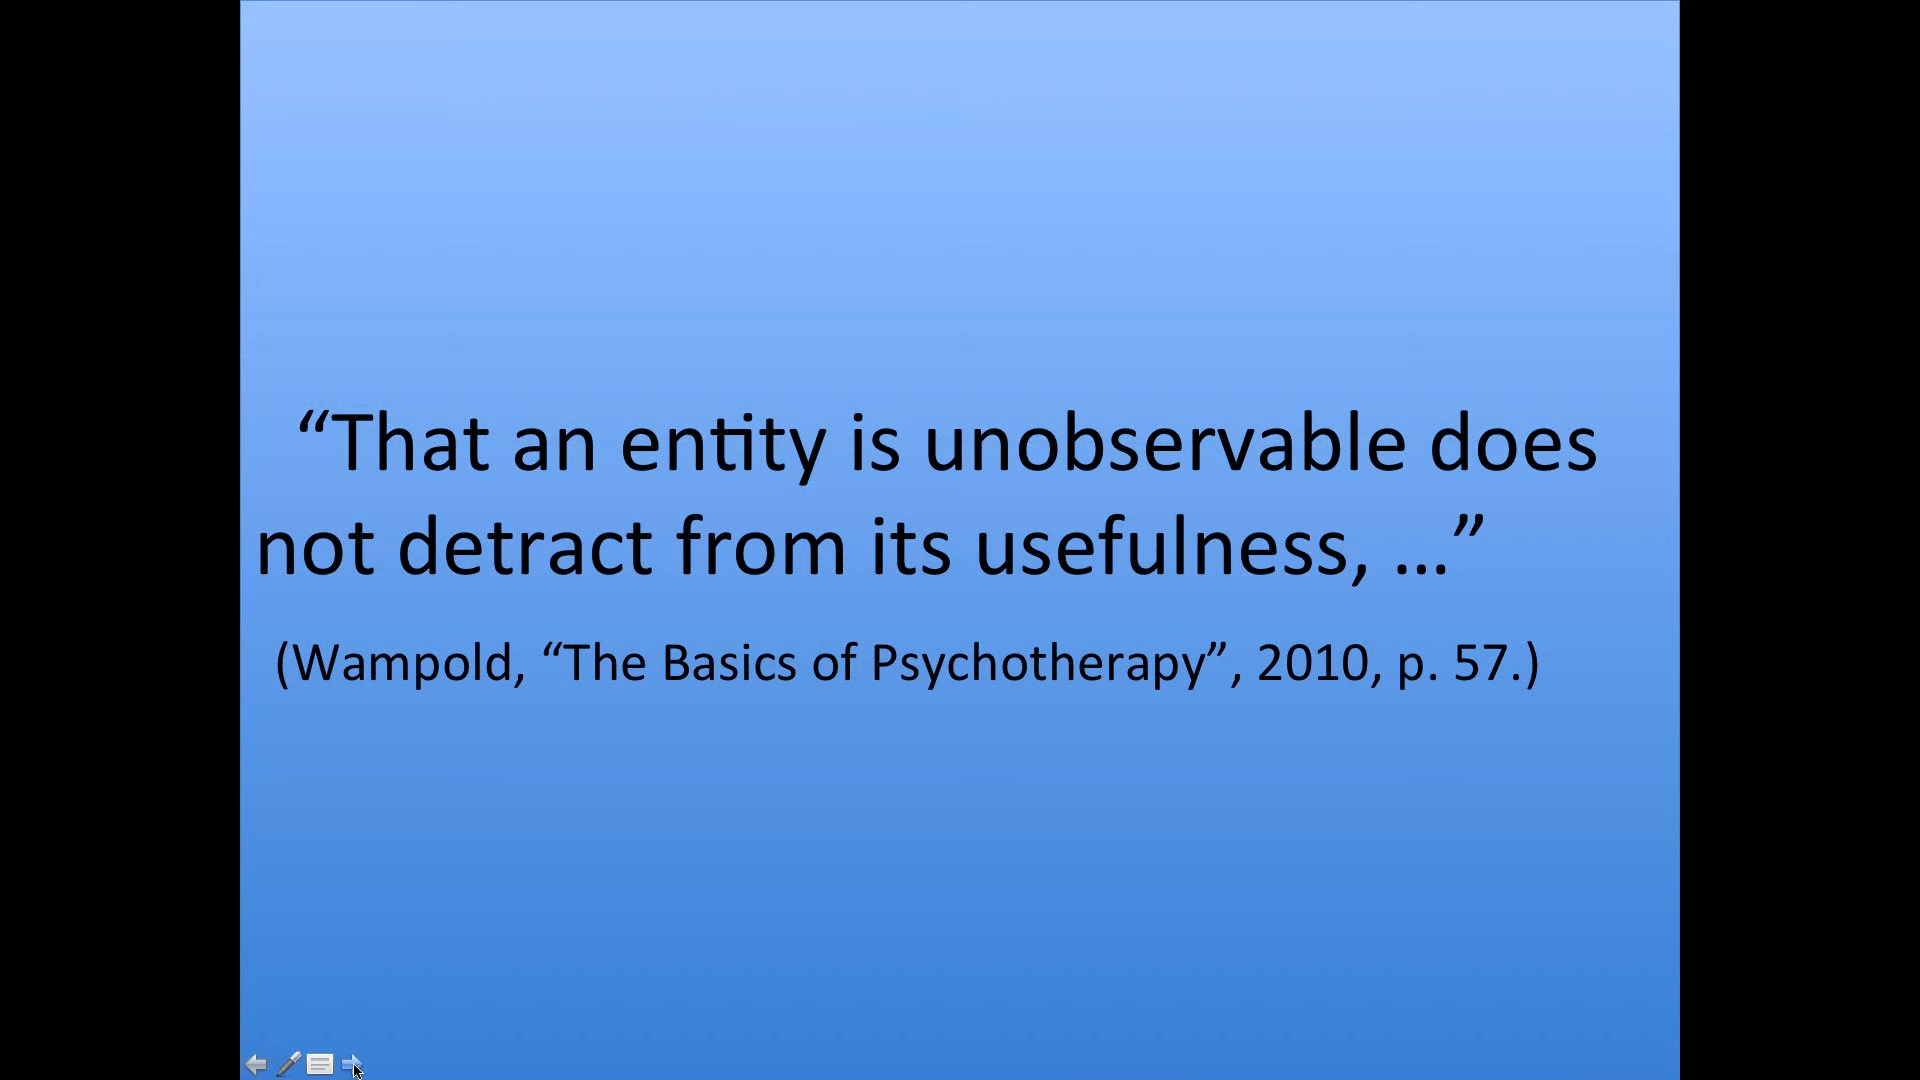 “That an entity is unobservable does
not detract from its usefulness, ...”
(Wampold, “The Basics of Psychotherapy”, 2010, p. 57.)